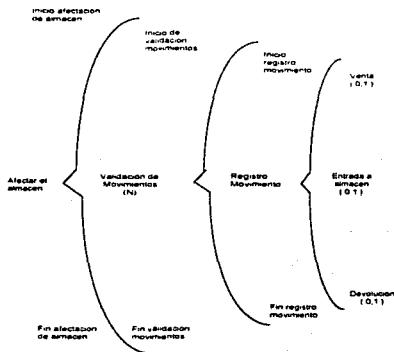 Inicio afectación
de almacen
Inicio de
validación
movimientos
Inicio
registro
movimiento
Venta
(0,1)
Afectar el
almacen
Validación de
Movimientos
(N)
Registro
Movimiento
Entrada a
almacen
(0,1)
Devolución
(0,1)
Fin afectación
de almacen
Fin validación
movimientos
Fin registro
movimiento